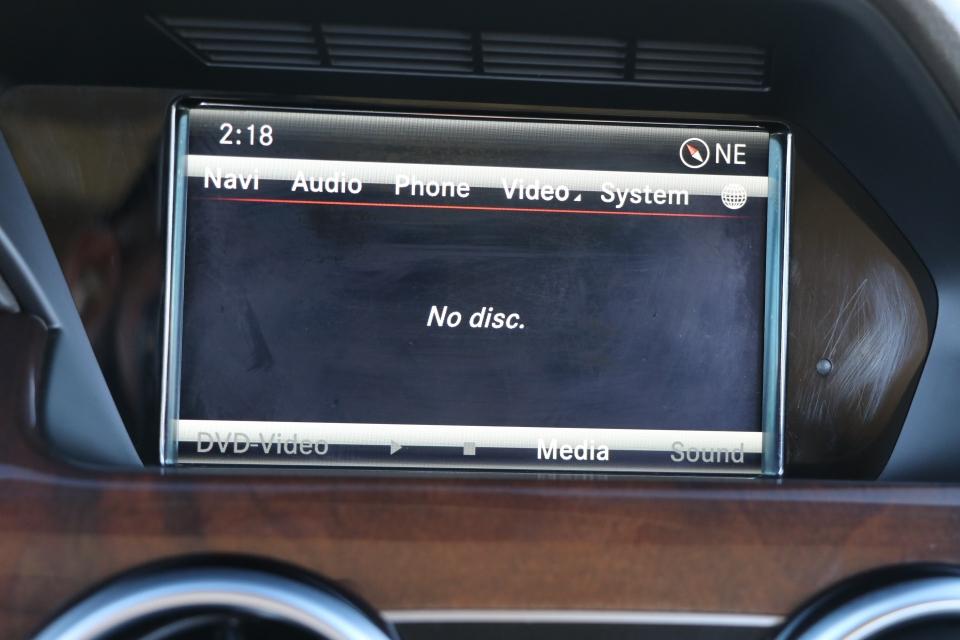 2:18 NE
Navi Audio Phone Video System
No disc.
DVD-Video Media Sound